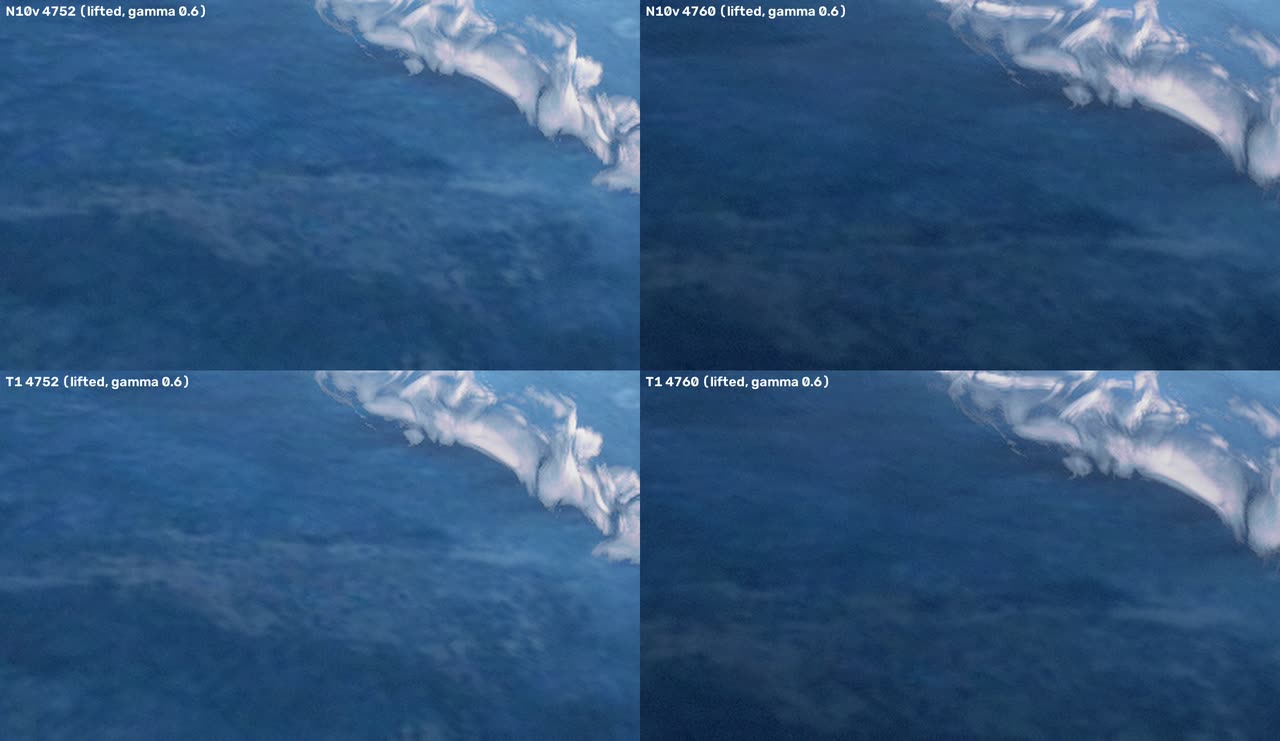 N10v 4752 (lifted, gamma 0.6)
N10v 4760 (lifted, gamma 0.6)
T1 4752 (lifted, gamma 0.6)
T1 4760 (lifted, gamma 0.6)